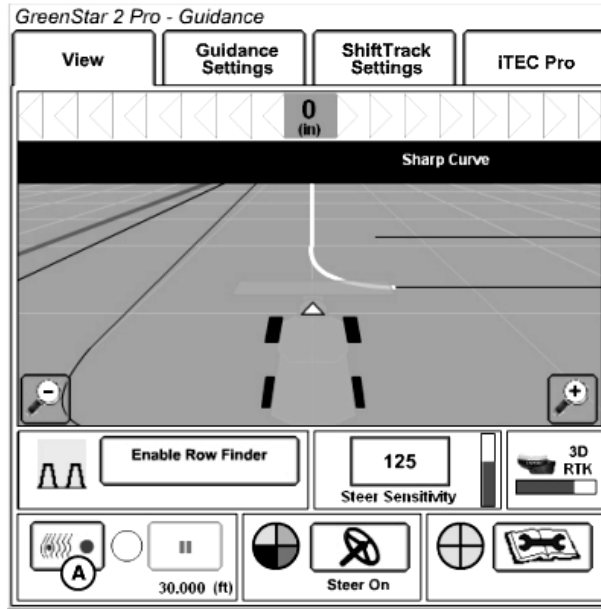 GreenStar 2 Pro - Guidance
View
Guidance
Settings
ShiftTrack
Settings
iTEC Pro
0
(in)
Sharp Curve
Enable Row Finder
125
Steer Sensitivity
3D
RTK
A
30.000 (ft)
Steer On